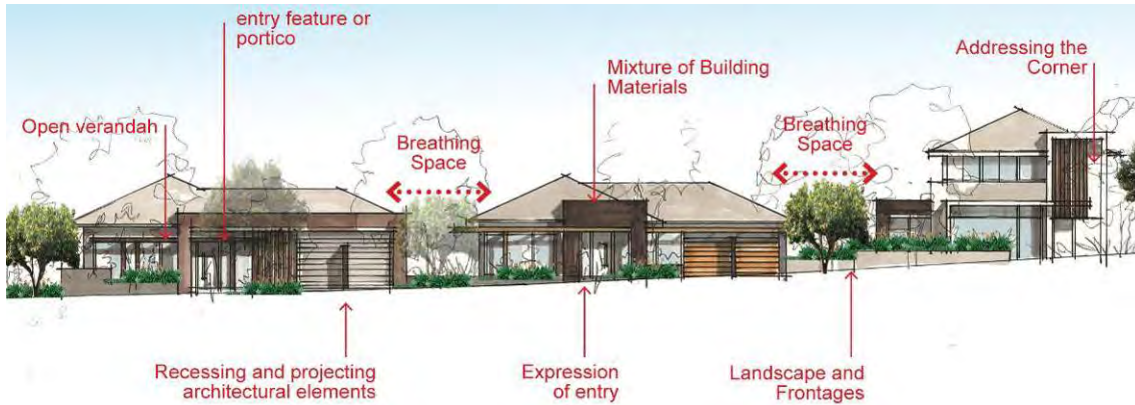 entry feature or
portico
Addressing the
Corner
Mixture of Building
Materials
Open verandah
Breathing
Space
Breathing
Space
Recessing and projecting
architectural elements
Expression
of entry
Landscape and
Frontages